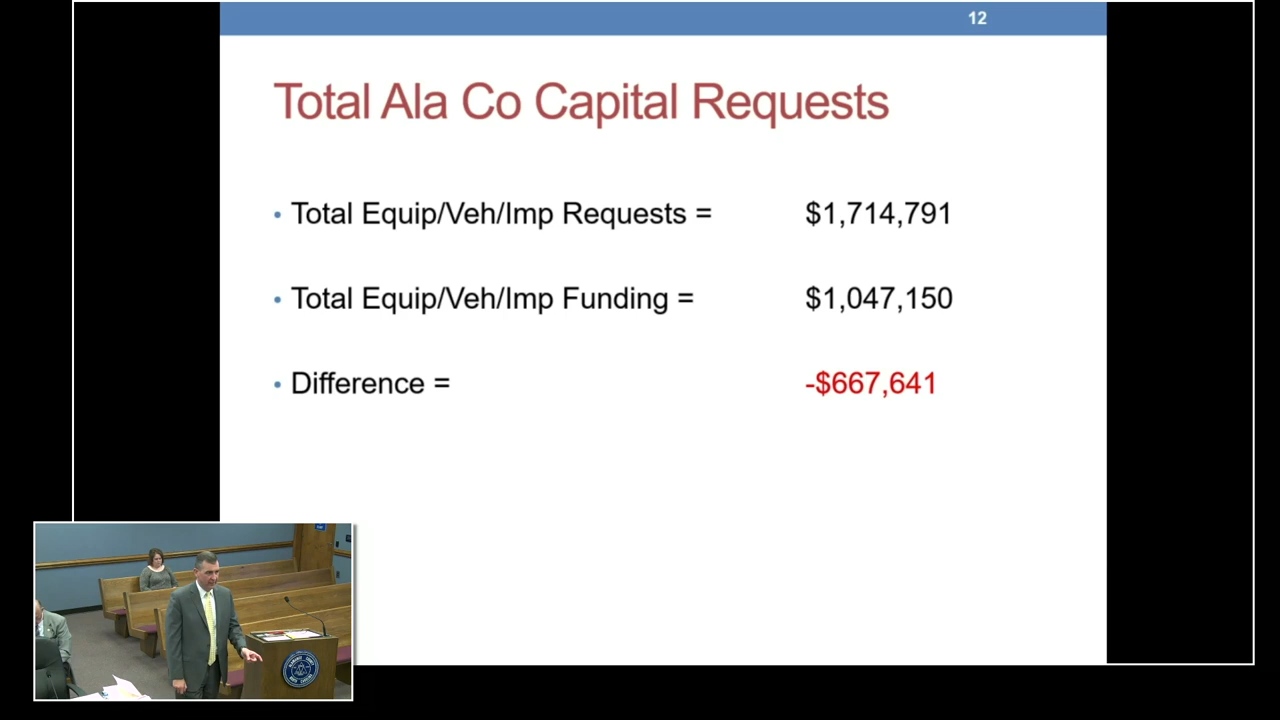 12
Total Ala Co Capital Requests
• Total Equip/Veh/Imp Requests = $1,714,791
• Total Equip/Veh/Imp Funding = $1,047,150
• Difference = -$667,641